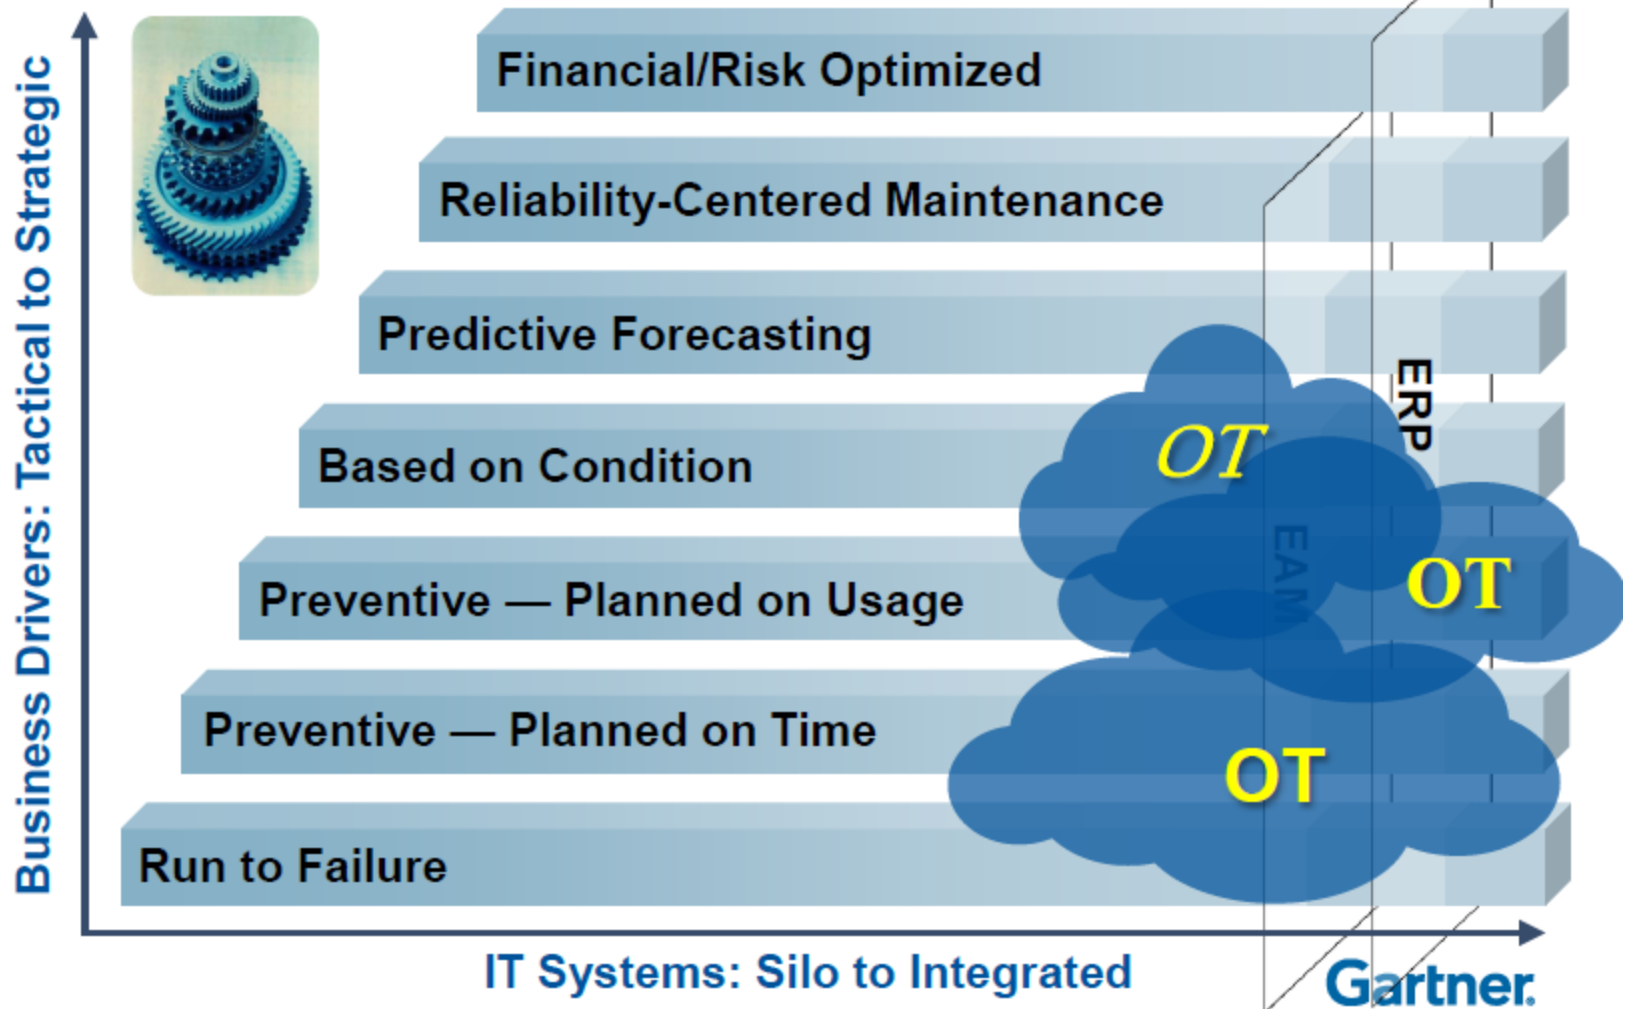 Business Drivers: Tactical to Strategic
Financial/Risk Optimized
Reliability-Centered Maintenance
Predictive Forecasting
Based on Condition
Preventive — Planned on Usage
Preventive — Planned on Time
Run to Failure
ERP
OT
EAM
OT
OT
IT Systems: Silo to Integrated
Gartner.